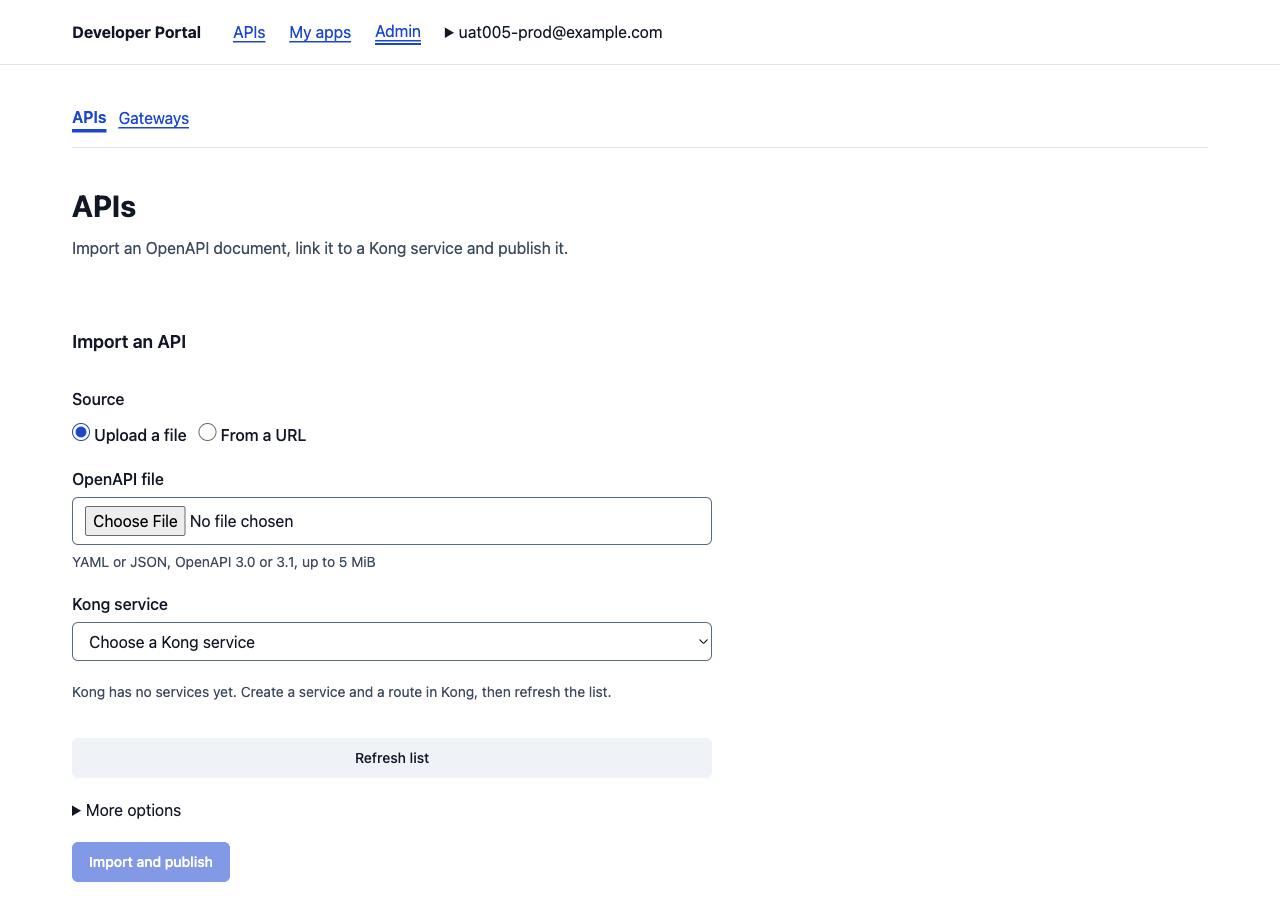 Developer Portal APIs My apps Admin ▶ uat005-prod@example.com
APIs Gateways
APIs
Import an OpenAPI document, link it to a Kong service and publish it.
Import an API
Source
Upload a file From a URL
OpenAPI file
Choose File No file chosen
YAML or JSON, OpenAPI 3.0 or 3.1, up to 5 MiB
Kong service
Choose a Kong service
Kong has no services yet. Create a service and a route in Kong, then refresh the list.
Refresh list
▶ More options
Import and publish